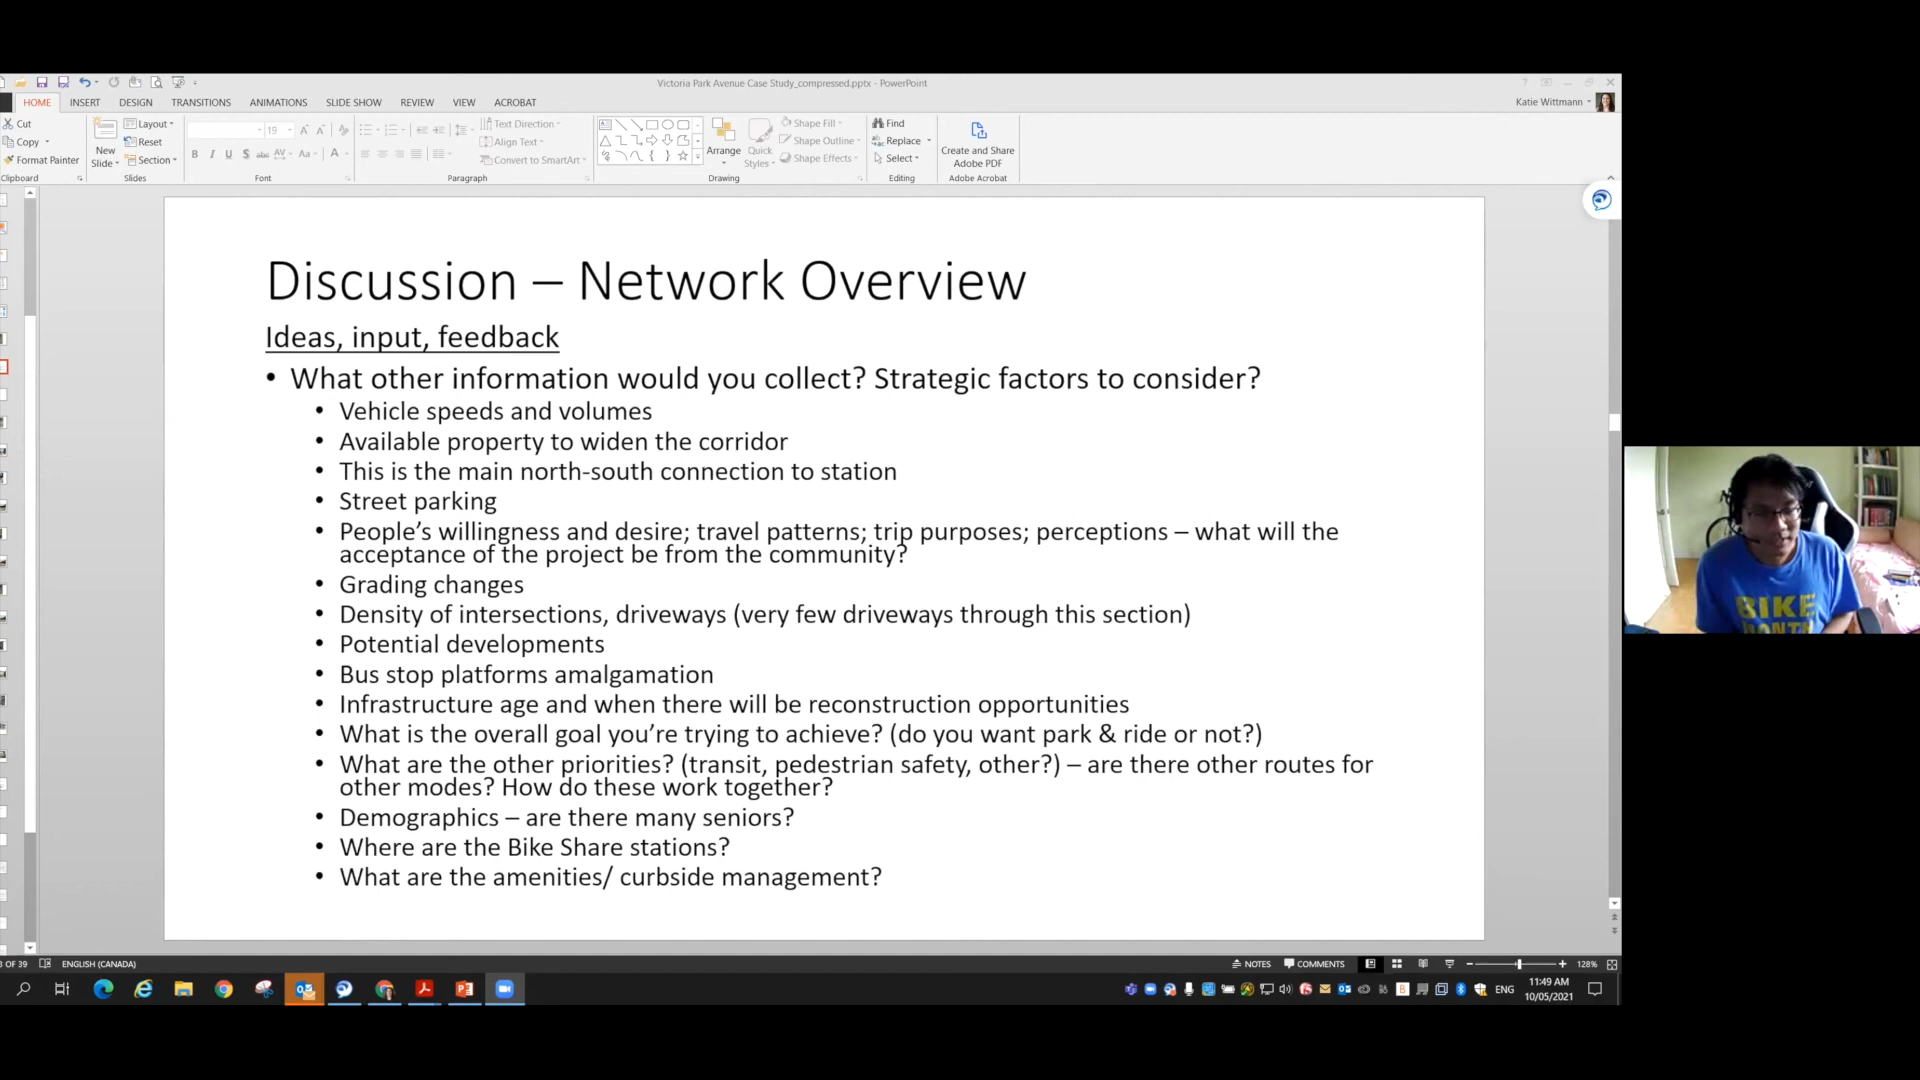 Victoria Park Avenue Case Study_compressed.pptx - PowerPoint
HOME INSERT DESIGN TRANSITIONS ANIMATIONS SLIDE SHOW REVIEW VIEW ACROBAT
Katie Wittmann
Cut
Copy
Format Painter
Clipboard
New Slide
Layout
Reset
Section
Slides
19
Font
Text Direction
Align Text
Convert to SmartArt
Paragraph
Arrange
Quick Styles
Shape Fill
Shape Outline
Shape Effects
Drawing
Find
Replace
Select
Editing
Create and Share Adobe PDF
Adobe Acrobat
Discussion – Network Overview
Ideas, input, feedback
• What other information would you collect? Strategic factors to consider?
• Vehicle speeds and volumes
• Available property to widen the corridor
• This is the main north-south connection to station
• Street parking
• People’s willingness and desire; travel patterns; trip purposes; perceptions – what will the
acceptance of the project be from the community?
• Grading changes
• Density of intersections, driveways (very few driveways through this section)
• Potential developments
• Bus stop platforms amalgamation
• Infrastructure age and when there will be reconstruction opportunities
• What is the overall goal you’re trying to achieve? (do you want park & ride or not?)
• What are the other priorities? (transit, pedestrian safety, other?) – are there other routes for
other modes? How do these work together?
• Demographics – are there many seniors?
• Where are the Bike Share stations?
• What are the amenities/ curbside management?
BIKE
MONTH
OF 39 ENGLISH (CANADA)
NOTES COMMENTS 128%
ENG
11:49 AM
10/05/2021